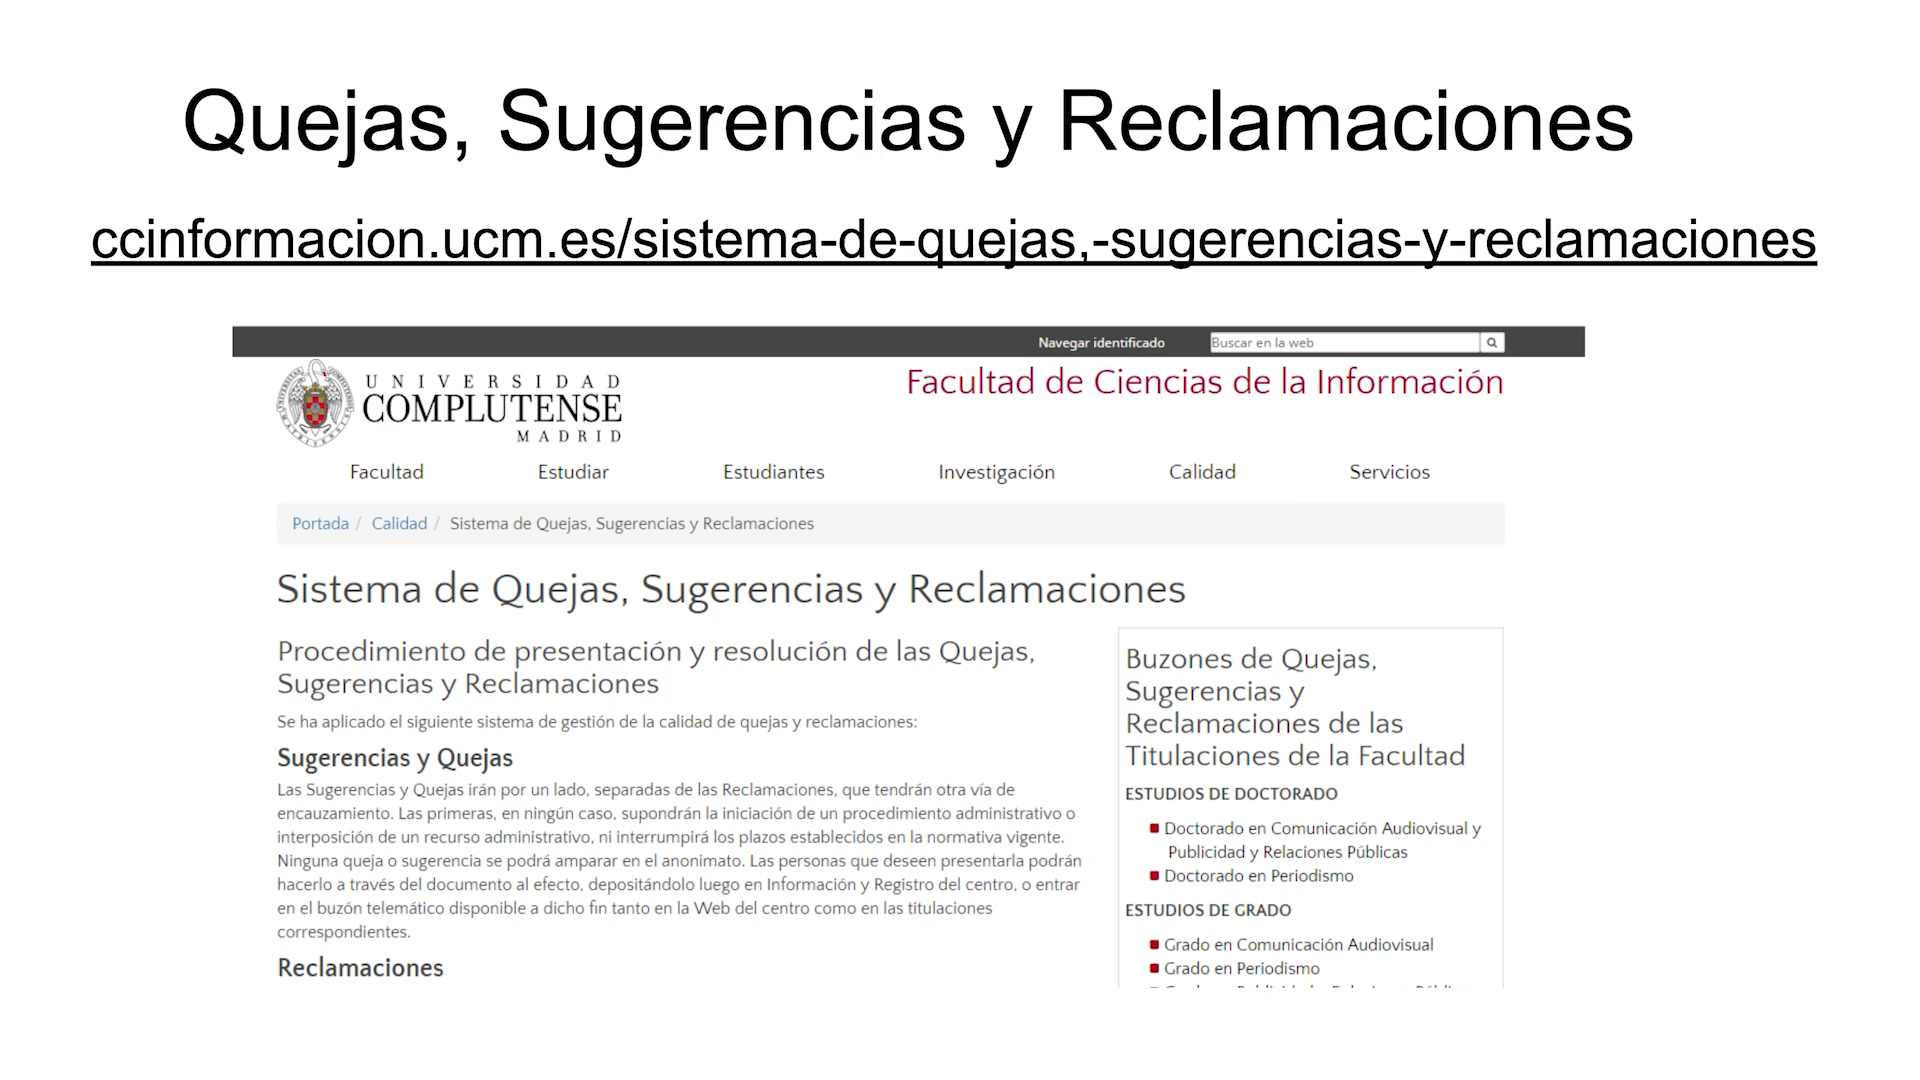 Quejas, Sugerencias y Reclamaciones
ccinformacion.ucm.es/sistema-de-quejas,-sugerencias-y-reclamaciones
Navegar identificado
Buscar en la web
UNIVERSIDAD
COMPLUTENSE
MADRID
Facultad de Ciencias de la Información
Facultad
Estudiar
Estudiantes
Investigación
Calidad
Servicios
Portada / Calidad / Sistema de Quejas, Sugerencias y Reclamaciones
Sistema de Quejas, Sugerencias y Reclamaciones
Procedimiento de presentación y resolución de las Quejas,
Sugerencias y Reclamaciones
Se ha aplicado el siguiente sistema de gestión de la calidad de quejas y reclamaciones:
Sugerencias y Quejas
Las Sugerencias y Quejas irán por un lado, separadas de las Reclamaciones, que tendrán otra vía de
encauzamiento. Las primeras, en ningún caso, supondrán la iniciación de un procedimiento administrativo o
interposición de un recurso administrativo, ni interrumpirá los plazos establecidos en la normativa vigente.
Ninguna queja o sugerencia se podrá amparar en el anonimato. Las personas que deseen presentarla podrán
hacerlo a través del documento al efecto, depositándolo luego en Información y Registro del centro, o entrar
en el buzón telemático disponible a dicho fin tanto en la Web del centro como en las titulaciones
correspondientes.
Reclamaciones
Buzones de Quejas,
Sugerencias y
Reclamaciones de las
Titulaciones de la Facultad
ESTUDIOS DE DOCTORADO
Doctorado en Comunicación Audiovisual y
Publicidad y Relaciones Públicas
Doctorado en Periodismo
ESTUDIOS DE GRADO
Grado en Comunicación Audiovisual
Grado en Periodismo